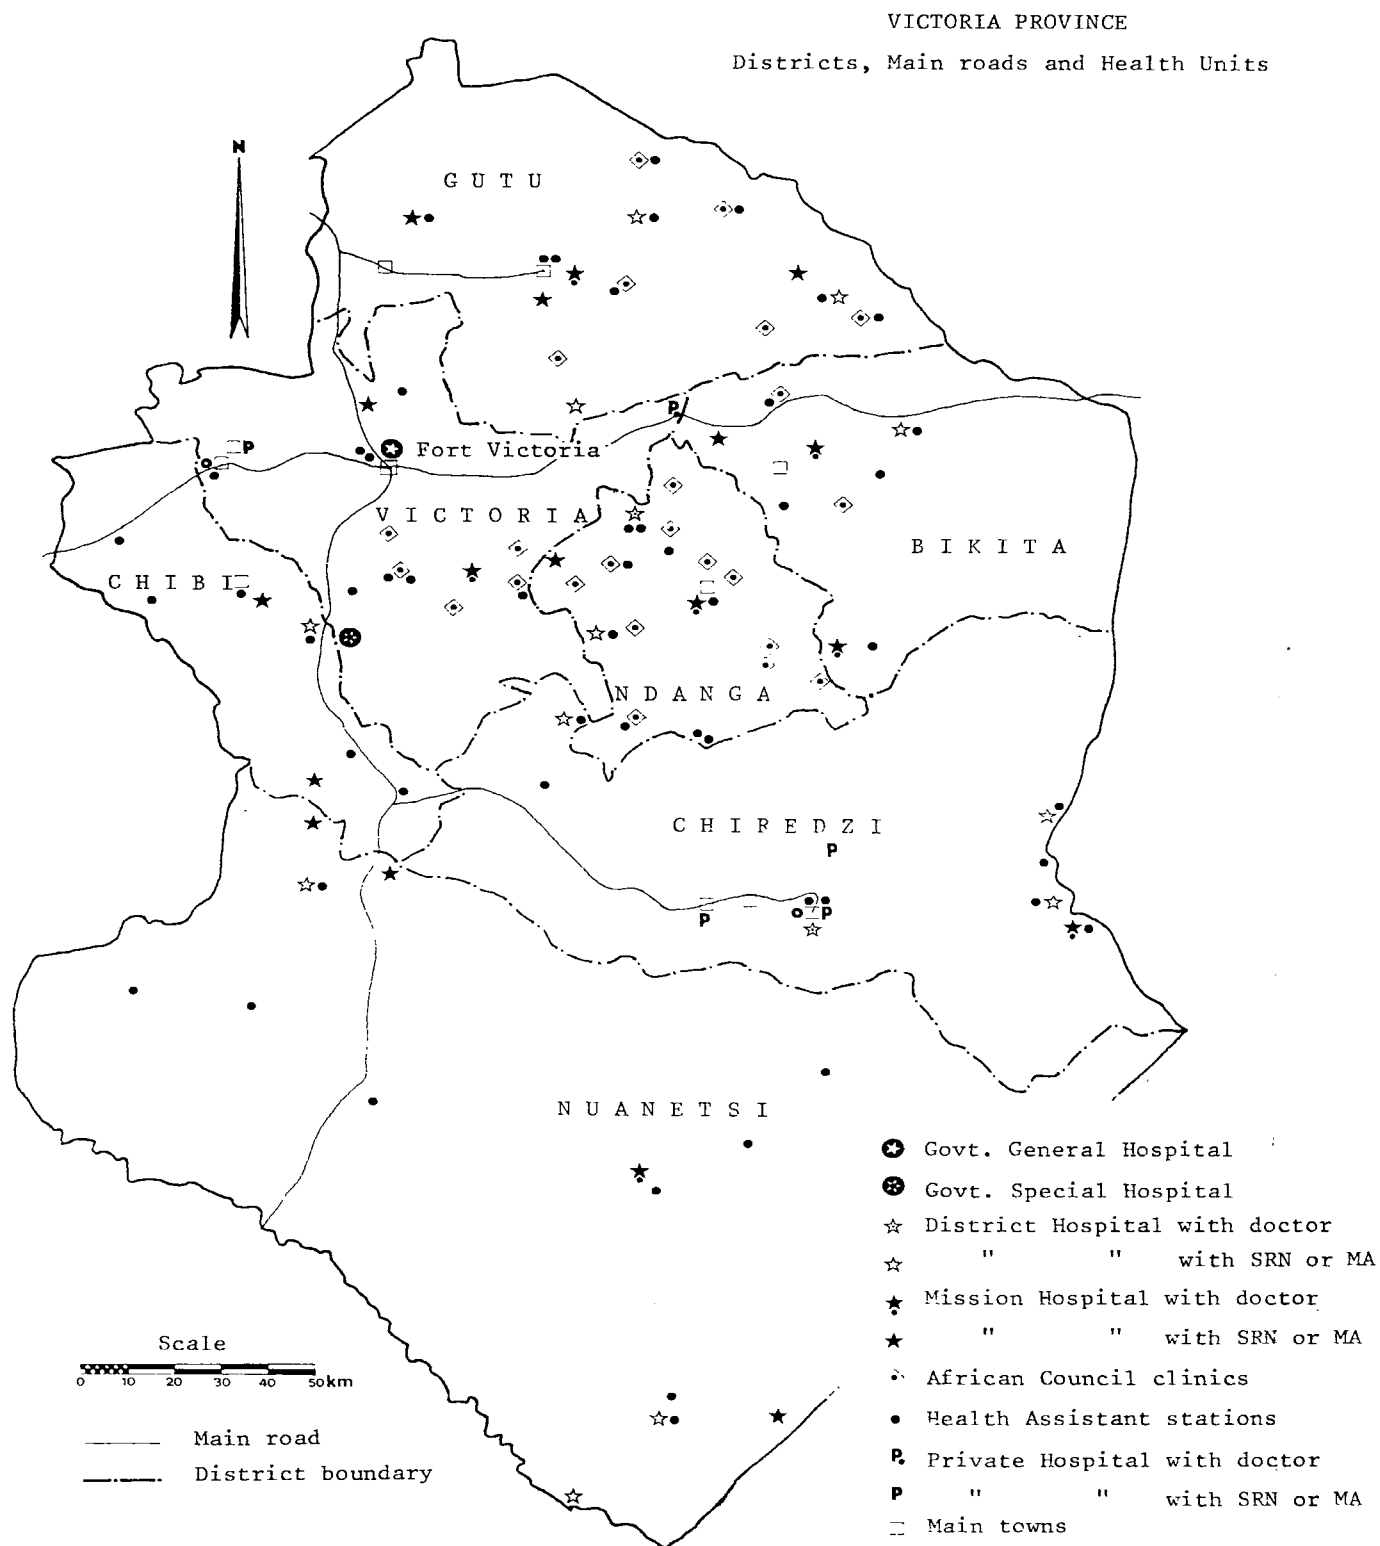 VICTORIA PROVINCE
Districts, Main roads and Health Units
N
GUTU
P
Fort Victoria
P
VICTORIA
BIKITA
CHIBI
NDANGA
CHIREDZI
P
P
P
NUANETSI
Govt. General Hospital
Govt. Special Hospital
District Hospital with doctor
" " with SRN or MA
Mission Hospital with doctor
" " with SRN or MA
African Council clinics
Health Assistant stations
P. Private Hospital with doctor
P " " with SRN or MA
Main towns
Scale
0 10 20 30 40 50km
Main road
District boundary